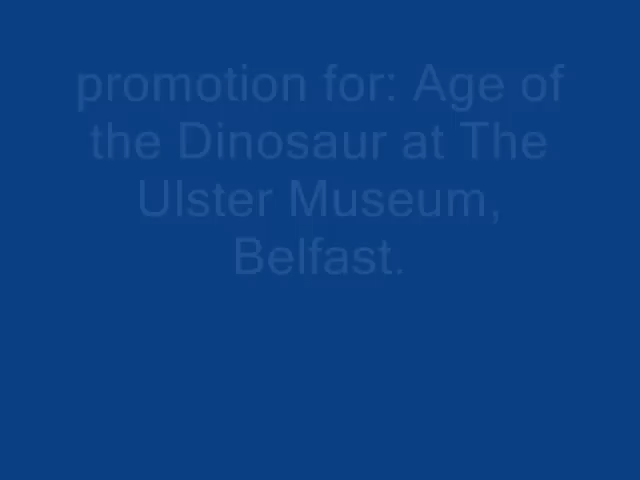 promotion for: Age of
the Dinosaur at The
Ulster Museum,
Belfast.